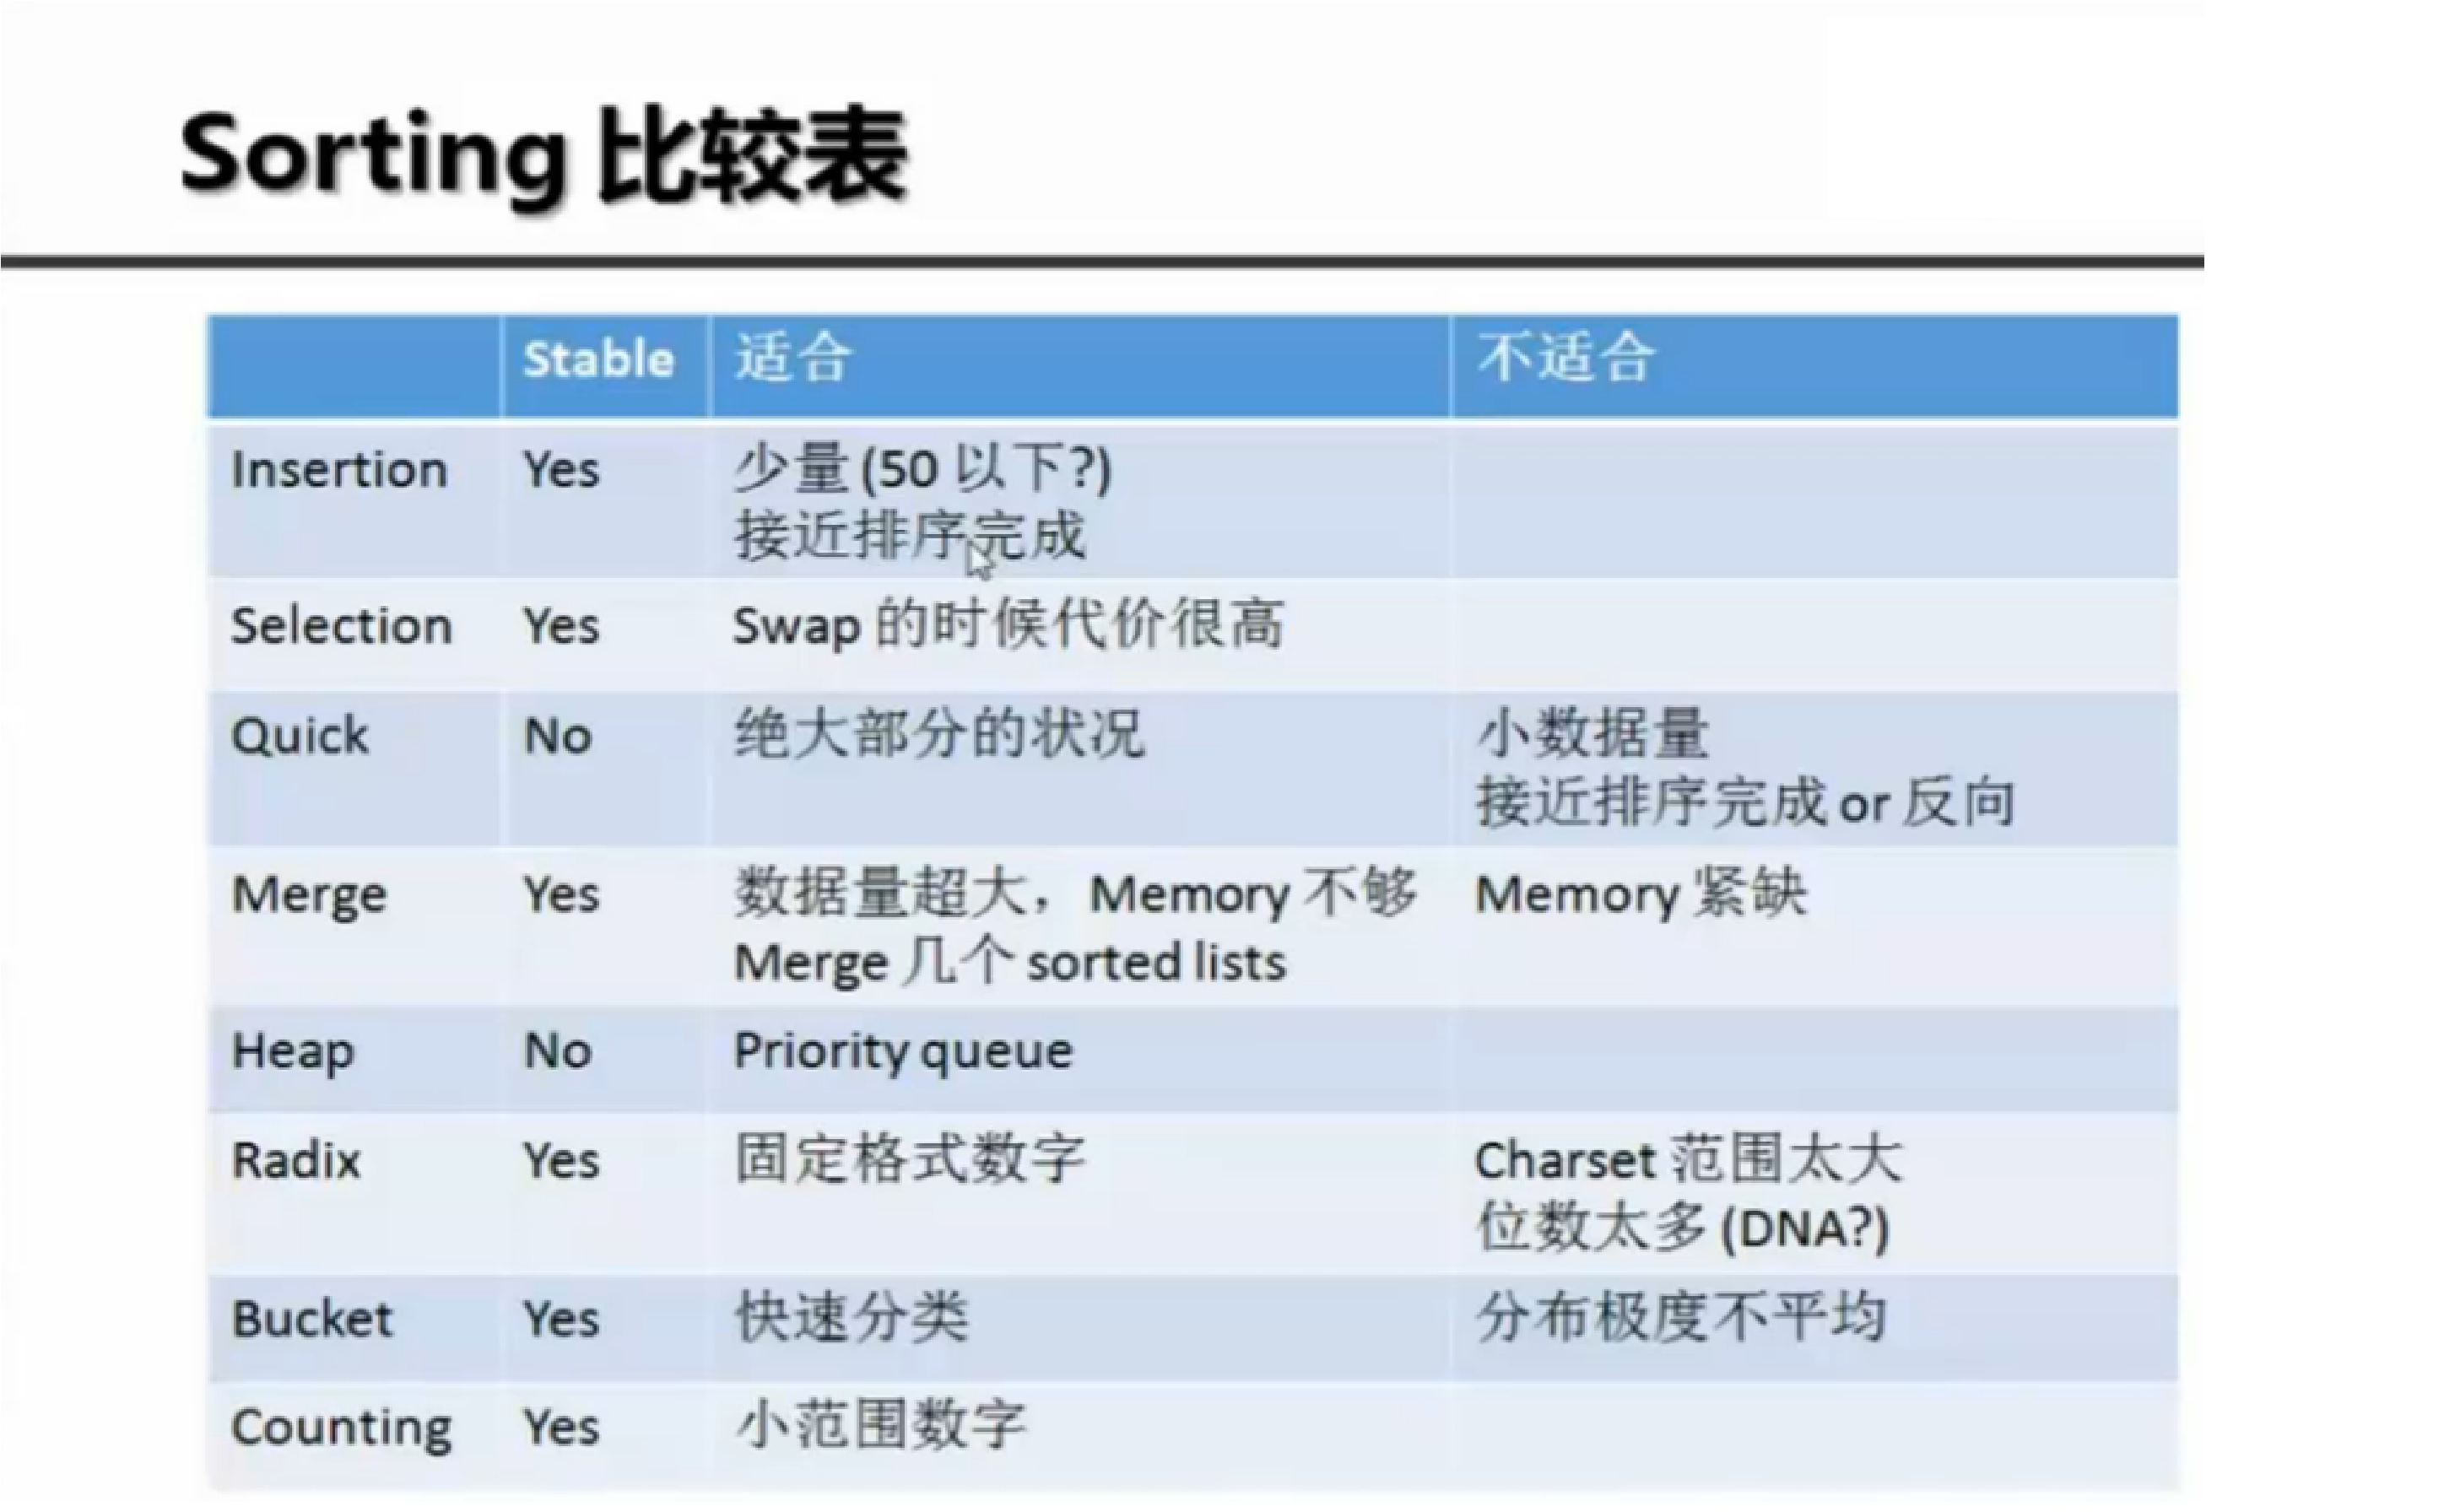 Sorting 比较表
Stable 适合 不适合
Insertion Yes 少量 (50 以下?)
接近排序完成
Selection Yes Swap 的时候代价很高
Quick No 绝大部分的状况 小数据量
接近排序完成 or 反向
Merge Yes 数据量超大，Memory 不够 Memory 紧缺
Merge 几个 sorted lists
Heap No Priority queue
Radix Yes 固定格式数字 Charset 范围太大
位数太多 (DNA?)
Bucket Yes 快速分类 分布极度不平均
Counting Yes 小范围数字